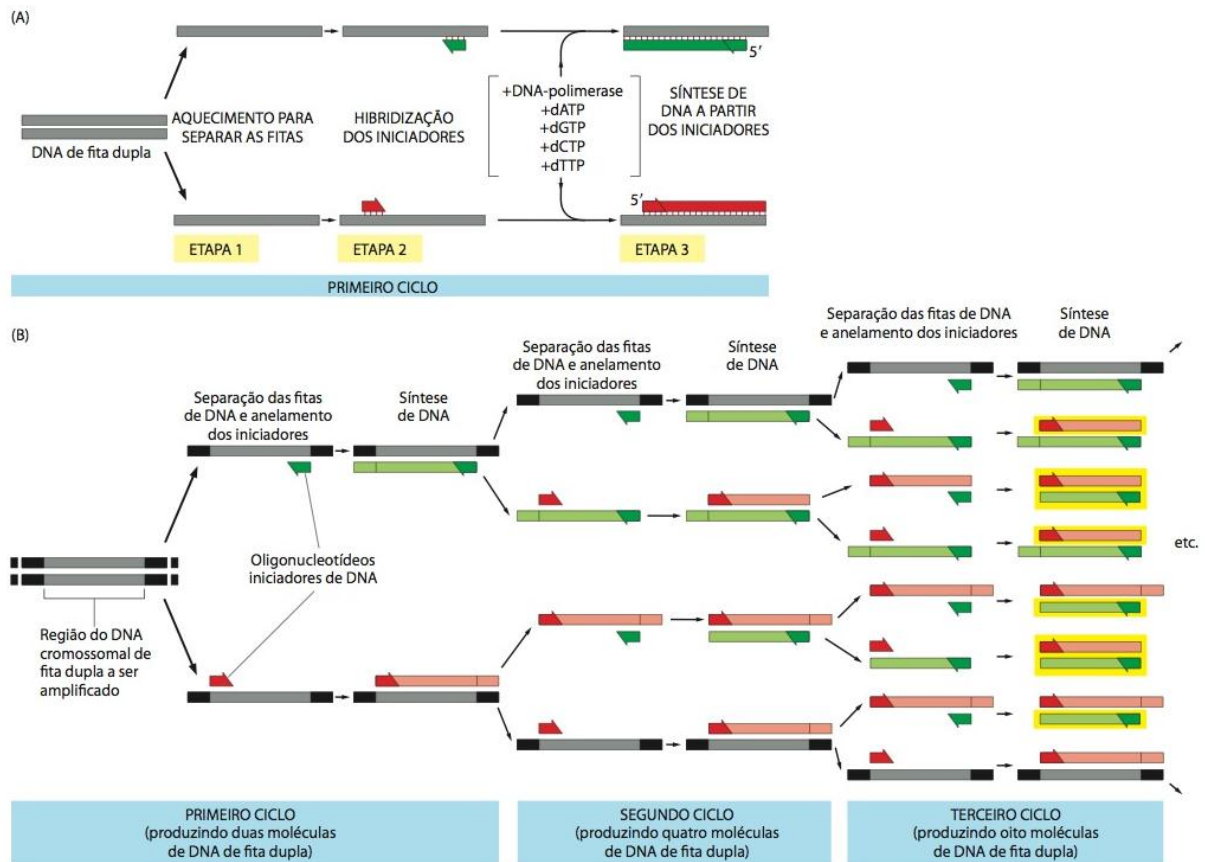 (A)
5′
+DNA-polimerase
+dATP
+dGTP
+dCTP
+dTTP
AQUECIMENTO PARA
SEPARAR AS FITAS
HIBRIDIZAÇÃO
DOS INICIADORES
SÍNTESE DE
DNA A PARTIR
DOS INICIADORES
DNA de fita dupla
5′
ETAPA 1
ETAPA 2
ETAPA 3
PRIMEIRO CICLO
(B)
Separação das fitas
de DNA e anelamento
dos iniciadores
Síntese
de DNA
Separação das fitas
de DNA e anelamento
dos iniciadores
Síntese
de DNA
Separação das fitas de DNA
e anelamento dos iniciadores
Síntese
de DNA
Oligonucleotídeos
iniciadores de DNA
etc.
Região do DNA
cromossomal de
fita dupla a ser
amplificado
PRIMEIRO CICLO
(produzindo duas moléculas
de DNA de fita dupla)
SEGUNDO CICLO
(produzindo quatro moléculas
de DNA de fita dupla)
TERCEIRO CICLO
(produzindo oito moléculas
de DNA de fita dupla)